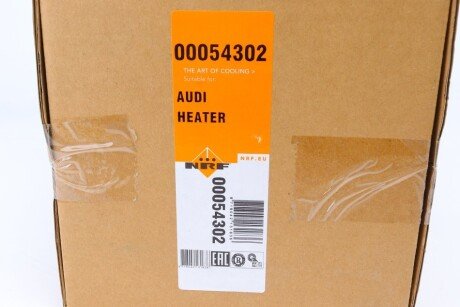 00054302
THE ART OF COOLING >
Suitable for:
AUDI
HEATER
NRF
NRF.EU
00054302
EAC